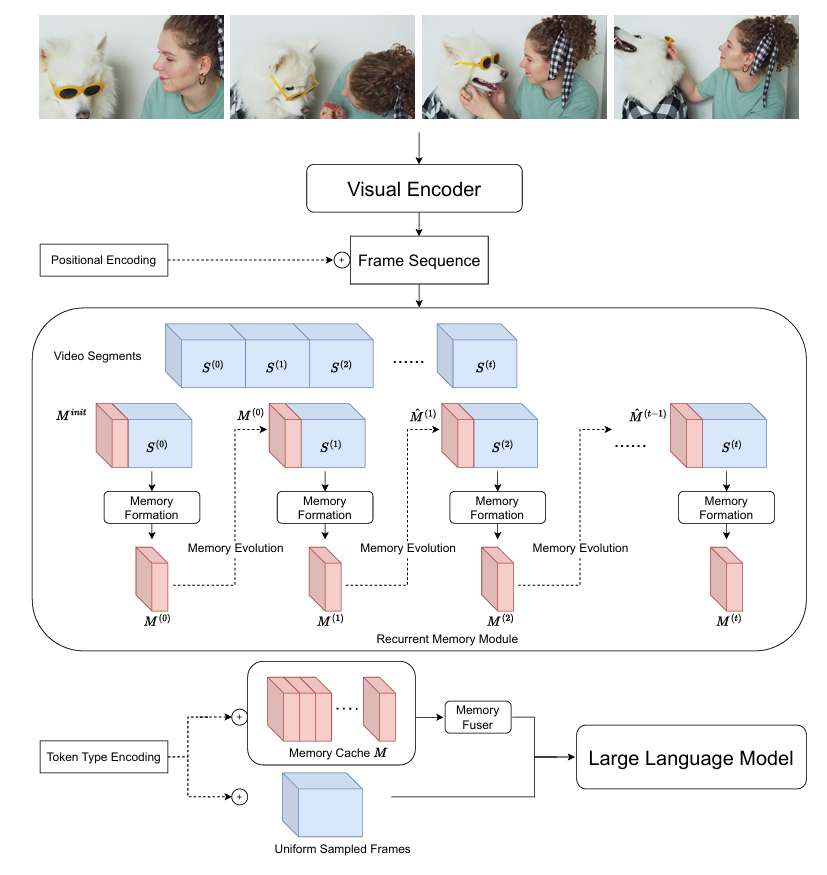 Visual Encoder
Positional Encoding
+
Frame Sequence
Video Segments
S^(0)
S^(1)
S^(2)
......
S^(t)
M^init
S^(0)
M^(0)
S^(1)
M̂^(1)
S^(2)
M̂^(t−1)
......
S^(t)
Memory
Formation
Memory
Formation
Memory
Formation
Memory
Formation
Memory Evolution
Memory Evolution
Memory Evolution
M^(0)
M^(1)
M^(2)
M^(t)
Recurrent Memory Module
+
....
Memory Cache M
Memory
Fuser
Token Type Encoding
Large Language Model
+
Uniform Sampled Frames